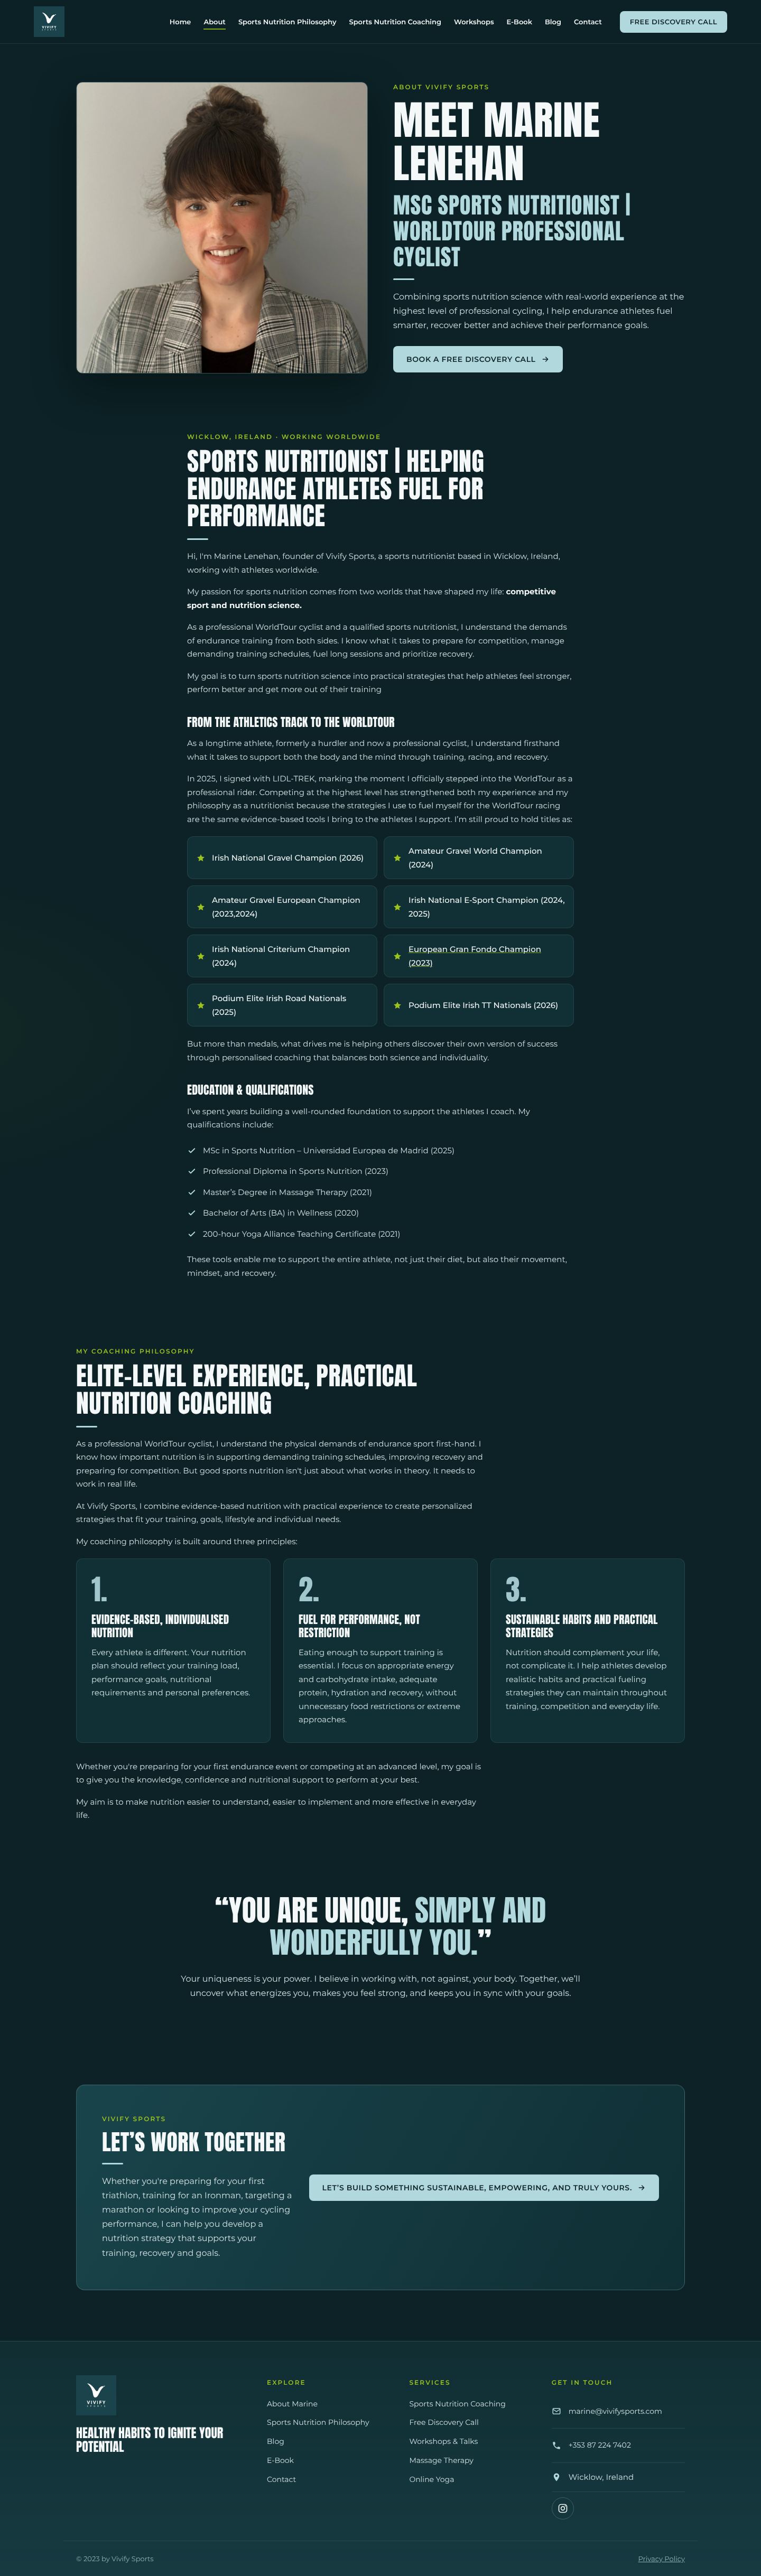 VIVIFY
SPORTS
Home About Sports Nutrition Philosophy Sports Nutrition Coaching Workshops E-Book Blog Contact FREE DISCOVERY CALL
ABOUT VIVIFY SPORTS
MEET MARINE
LENEHAN
MSC SPORTS NUTRITIONIST |
WORLDTOUR PROFESSIONAL
CYCLIST
Combining sports nutrition science with real-world experience at the
highest level of professional cycling, I help endurance athletes fuel
smarter, recover better and achieve their performance goals.
BOOK A FREE DISCOVERY CALL →
WICKLOW, IRELAND · WORKING WORLDWIDE
SPORTS NUTRITIONIST | HELPING
ENDURANCE ATHLETES FUEL FOR
PERFORMANCE
Hi, I'm Marine Lenehan, founder of Vivify Sports, a sports nutritionist based in Wicklow, Ireland,
working with athletes worldwide.
My passion for sports nutrition comes from two worlds that have shaped my life: competitive
sport and nutrition science.
As a professional WorldTour cyclist and a qualified sports nutritionist, I understand the demands
of endurance training from both sides. I know what it takes to prepare for competition, manage
demanding training schedules, fuel long sessions and prioritize recovery.
My goal is to turn sports nutrition science into practical strategies that help athletes feel stronger,
perform better and get more out of their training
FROM THE ATHLETICS TRACK TO THE WORLDTOUR
As a longtime athlete, formerly a hurdler and now a professional cyclist, I understand firsthand
what it takes to support both the body and the mind through training, racing, and recovery.
In 2025, I signed with LIDL-TREK, marking the moment I officially stepped into the WorldTour as a
professional rider. Competing at the highest level has strengthened both my experience and my
philosophy as a nutritionist because the strategies I use to fuel myself for the WorldTour racing
are the same evidence-based tools I bring to the athletes I support. I'm still proud to hold titles as:
Irish National Gravel Champion (2026)
Amateur Gravel World Champion
(2024)
Amateur Gravel European Champion
(2023,2024)
Irish National E-Sport Champion (2024,
2025)
Irish National Criterium Champion
(2024)
European Gran Fondo Champion
(2023)
Podium Elite Irish Road Nationals
(2025)
Podium Elite Irish TT Nationals (2026)
But more than medals, what drives me is helping others discover their own version of success
through personalised coaching that balances both science and individuality.
EDUCATION & QUALIFICATIONS
I've spent years building a well-rounded foundation to support the athletes I coach. My
qualifications include:
MSc in Sports Nutrition – Universidad Europea de Madrid (2025)
Professional Diploma in Sports Nutrition (2023)
Master's Degree in Massage Therapy (2021)
Bachelor of Arts (BA) in Wellness (2020)
200-hour Yoga Alliance Teaching Certificate (2021)
These tools enable me to support the entire athlete, not just their diet, but also their movement,
mindset, and recovery.
MY COACHING PHILOSOPHY
ELITE-LEVEL EXPERIENCE, PRACTICAL
NUTRITION COACHING
As a professional WorldTour cyclist, I understand the physical demands of endurance sport first-hand. I
know how important nutrition is in supporting demanding training schedules, improving recovery and
preparing for competition. But good sports nutrition isn't just about what works in theory. It needs to
work in real life.
At Vivify Sports, I combine evidence-based nutrition with practical experience to create personalized
strategies that fit your training, goals, lifestyle and individual needs.
My coaching philosophy is built around three principles:
1.
EVIDENCE-BASED, INDIVIDUALISED
NUTRITION
Every athlete is different. Your nutrition
plan should reflect your training load,
performance goals, nutritional
requirements and personal preferences.
2.
FUEL FOR PERFORMANCE, NOT
RESTRICTION
Eating enough to support training is
essential. I focus on appropriate energy
and carbohydrate intake, adequate
protein, hydration and recovery, without
unnecessary food restrictions or extreme
approaches.
3.
SUSTAINABLE HABITS AND PRACTICAL
STRATEGIES
Nutrition should complement your life,
not complicate it. I help athletes develop
realistic habits and practical fueling
strategies they can maintain throughout
training, competition and everyday life.
Whether you're preparing for your first endurance event or competing at an advanced level, my goal is
to give you the knowledge, confidence and nutritional support to perform at your best.
My aim is to make nutrition easier to understand, easier to implement and more effective in everyday
life.
“YOU ARE UNIQUE, SIMPLY AND
WONDERFULLY YOU.”
Your uniqueness is your power. I believe in working with, not against, your body. Together, we'll
uncover what energizes you, makes you feel strong, and keeps you in sync with your goals.
VIVIFY SPORTS
LET'S WORK TOGETHER
Whether you're preparing for your first
triathlon, training for an Ironman, targeting a
marathon or looking to improve your cycling
performance, I can help you develop a
nutrition strategy that supports your
training, recovery and goals.
LET'S BUILD SOMETHING SUSTAINABLE, EMPOWERING, AND TRULY YOURS. →
VIVIFY
SPORTS
HEALTHY HABITS TO IGNITE YOUR
POTENTIAL
EXPLORE
About Marine
Sports Nutrition Philosophy
Blog
E-Book
Contact
SERVICES
Sports Nutrition Coaching
Free Discovery Call
Workshops & Talks
Massage Therapy
Online Yoga
GET IN TOUCH
marine@vivifysports.com
+353 87 224 7402
Wicklow, Ireland
© 2023 by Vivify Sports
Privacy Policy